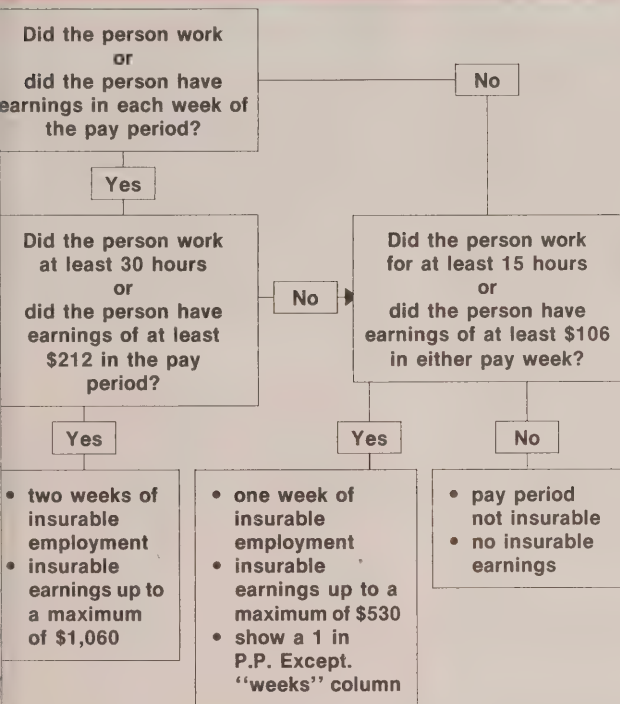 Did the person work
or
did the person have
earnings in each week of
the pay period?
No
Yes
Did the person work
at least 30 hours
or
did the person have
earnings of at least
$212 in the pay
period?
No
Did the person work
for at least 15 hours
or
did the person have
earnings of at least $106
in either pay week?
Yes
Yes
No
• two weeks of
insurable
employment
• insurable
earnings up to
a maximum
of $1,060
• one week of
insurable
employment
• insurable
earnings up to a
maximum of $530
• show a 1 in
P.P. Except.
‘‘weeks’’ column
• pay period
not insurable
• no insurable
earnings